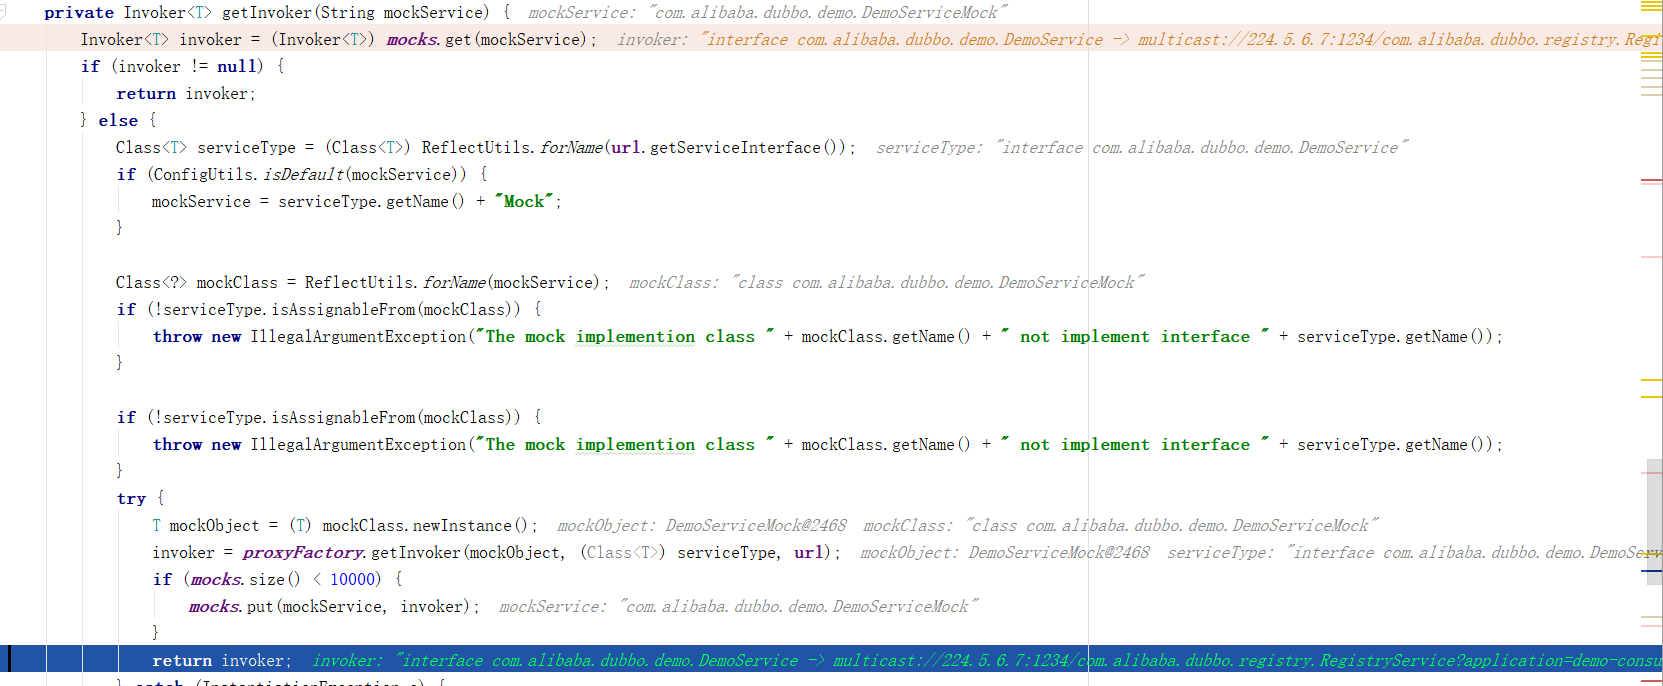 private Invoker<T> getInvoker(String mockService) {  mockService: "com.alibaba.dubbo.demo.DemoServiceMock"
Invoker<T> invoker = (Invoker<T>) mocks.get(mockService);  invoker: "interface com.alibaba.dubbo.demo.DemoService -> multicast://224.5.6.7:1234/com.alibaba.dubbo.registry.Regi
if (invoker != null) {
return invoker;
} else {
Class<T> serviceType = (Class<T>) ReflectUtils.forName(url.getServiceInterface());  serviceType: "interface com.alibaba.dubbo.demo.DemoService"
if (ConfigUtils.isDefault(mockService)) {
mockService = serviceType.getName() + "Mock";
}
Class<?> mockClass = ReflectUtils.forName(mockService);  mockClass: "class com.alibaba.dubbo.demo.DemoServiceMock"
if (!serviceType.isAssignableFrom(mockClass)) {
throw new IllegalArgumentException("The mock implemention class " + mockClass.getName() + " not implement interface " + serviceType.getName());
}
if (!serviceType.isAssignableFrom(mockClass)) {
throw new IllegalArgumentException("The mock implemention class " + mockClass.getName() + " not implement interface " + serviceType.getName());
}
try {
T mockObject = (T) mockClass.newInstance();  mockObject: DemoServiceMock@2468  mockClass: "class com.alibaba.dubbo.demo.DemoServiceMock"
invoker = proxyFactory.getInvoker(mockObject, (Class<T>) serviceType, url);  mockObject: DemoServiceMock@2468  serviceType: "interface com.alibaba.dubbo.demo.DemoServ
if (mocks.size() < 10000) {
mocks.put(mockService, invoker);  mockService: "com.alibaba.dubbo.demo.DemoServiceMock"
}
return invoker;  invoker: "interface com.alibaba.dubbo.demo.DemoService -> multicast://224.5.6.7:1234/com.alibaba.dubbo.registry.RegistryService?application=demo-consu
} catch (InstantiationException e) {